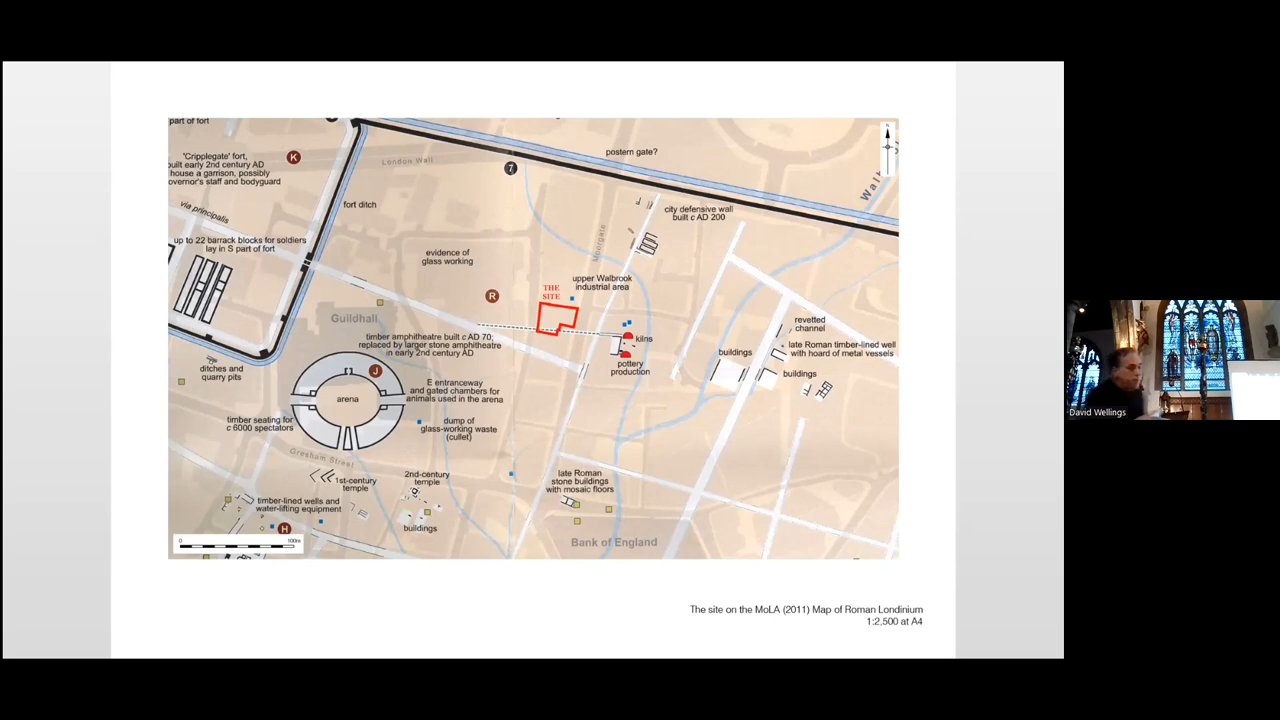 part of fort
'Cripplegate' fort,
built early 2nd century AD
house a garrison, possibly
overnor's staff and bodyguard
K
London Wall
7
postern gate?
N
Walk
via principalis
fort ditch
Moorgate
city defensive wall
built c AD 200
up to 22 barrack blocks for soldiers
lay in S part of fort
evidence of
glass working
R
THE
SITE
upper Walbrook
industrial area
Guildhall
timber amphitheatre built c AD 70;
replaced by larger stone amphitheatre
in early 2nd century AD
kilns
pottery
production
revetted
channel
late Roman timber-lined well
with hoard of metal vessels
buildings
buildings
ditches and
quarry pits
J
arena
E entranceway
and gated chambers for
animals used in the arena
timber seating for
c 6000 spectators
dump of
glass-working waste
(cullet)
Gresham Street
1st-century
temple
2nd-century
temple
late Roman
stone buildings
with mosaic floors
timber-lined wells and
water-lifting equipment
H
buildings
Bank of England
0 100m
The site on the MoLA (2011) Map of Roman Londinium
1:2,500 at A4
David Wellings